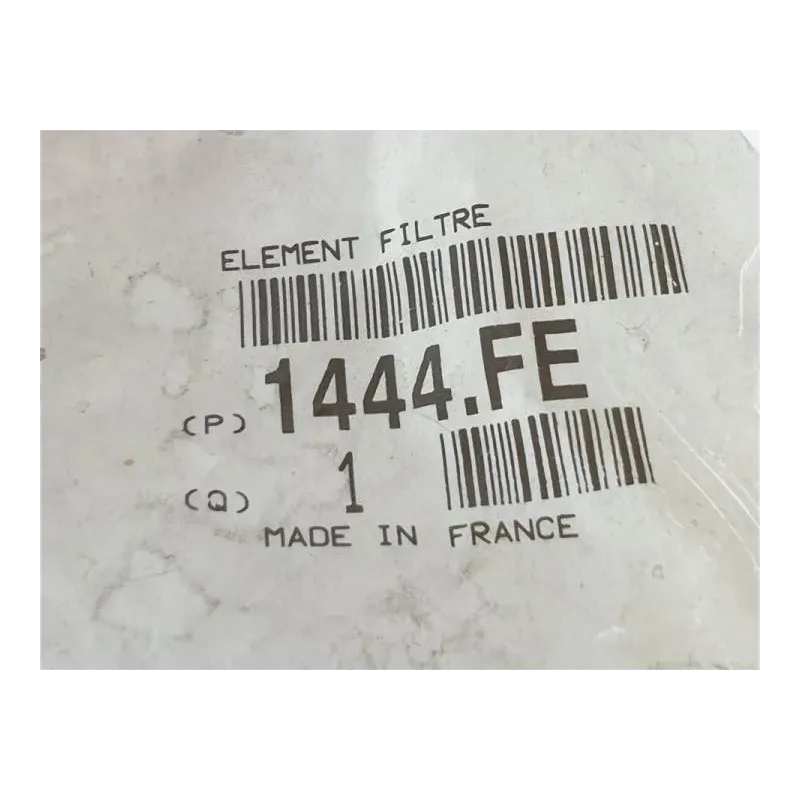 ELEMENT FILTRE
(P) 1444.FE
(Q) 1
MADE IN FRANCE